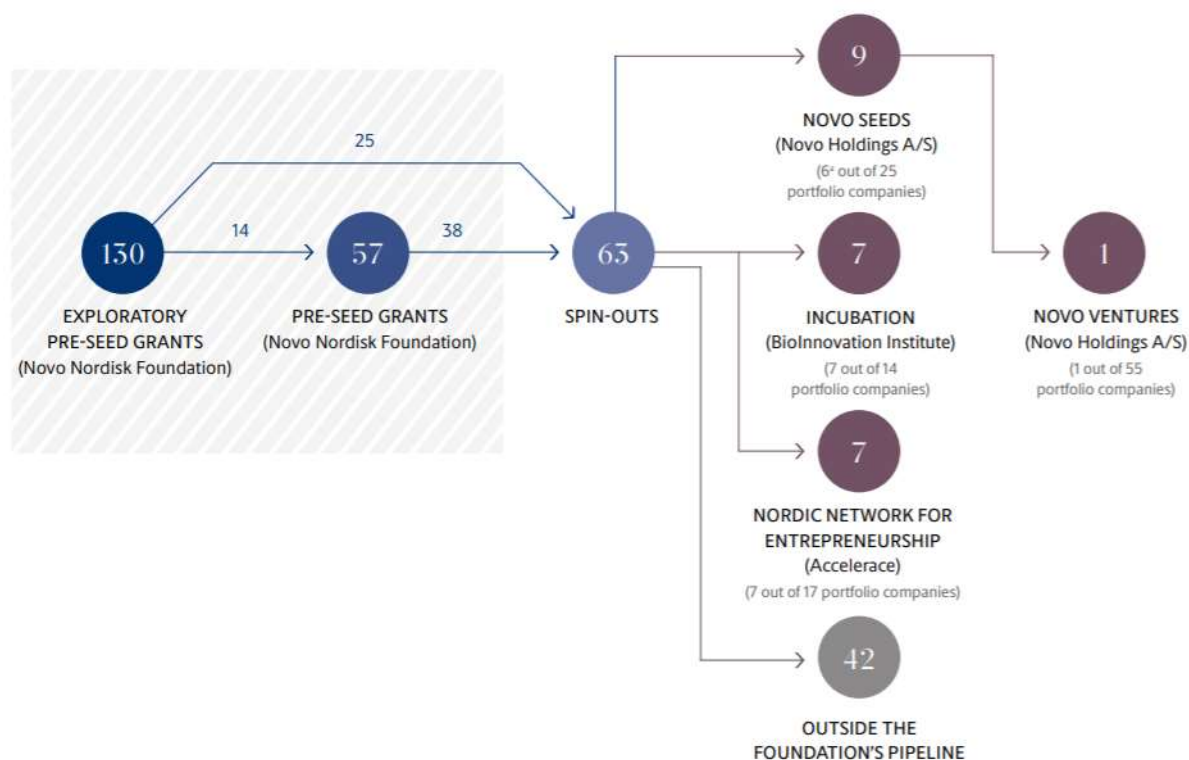 9
NOVO SEEDS
(Novo Holdings A/S)
(6² out of 25
portfolio companies)
25
130
14
57
38
63
7
1
EXPLORATORY
PRE-SEED GRANTS
(Novo Nordisk Foundation)
PRE-SEED GRANTS
(Novo Nordisk Foundation)
SPIN-OUTS
INCUBATION
(BioInnovation Institute)
(7 out of 14
portfolio companies)
NOVO VENTURES
(Novo Holdings A/S)
(1 out of 55
portfolio companies)
7
NORDIC NETWORK FOR
ENTREPRENEURSHIP
(Accelerace)
(7 out of 17 portfolio companies)
42
OUTSIDE THE
FOUNDATION'S PIPELINE